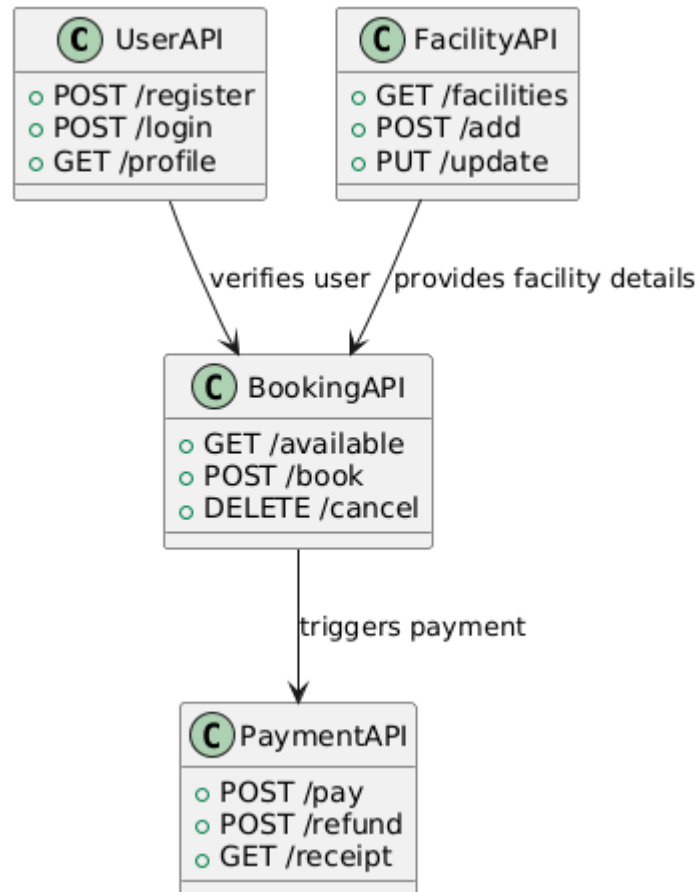 C UserAPI
POST /register
POST /login
GET /profile
C FacilityAPI
GET /facilities
POST /add
PUT /update
verifies user
provides facility details
C BookingAPI
GET /available
POST /book
DELETE /cancel
triggers payment
C PaymentAPI
POST /pay
POST /refund
GET /receipt